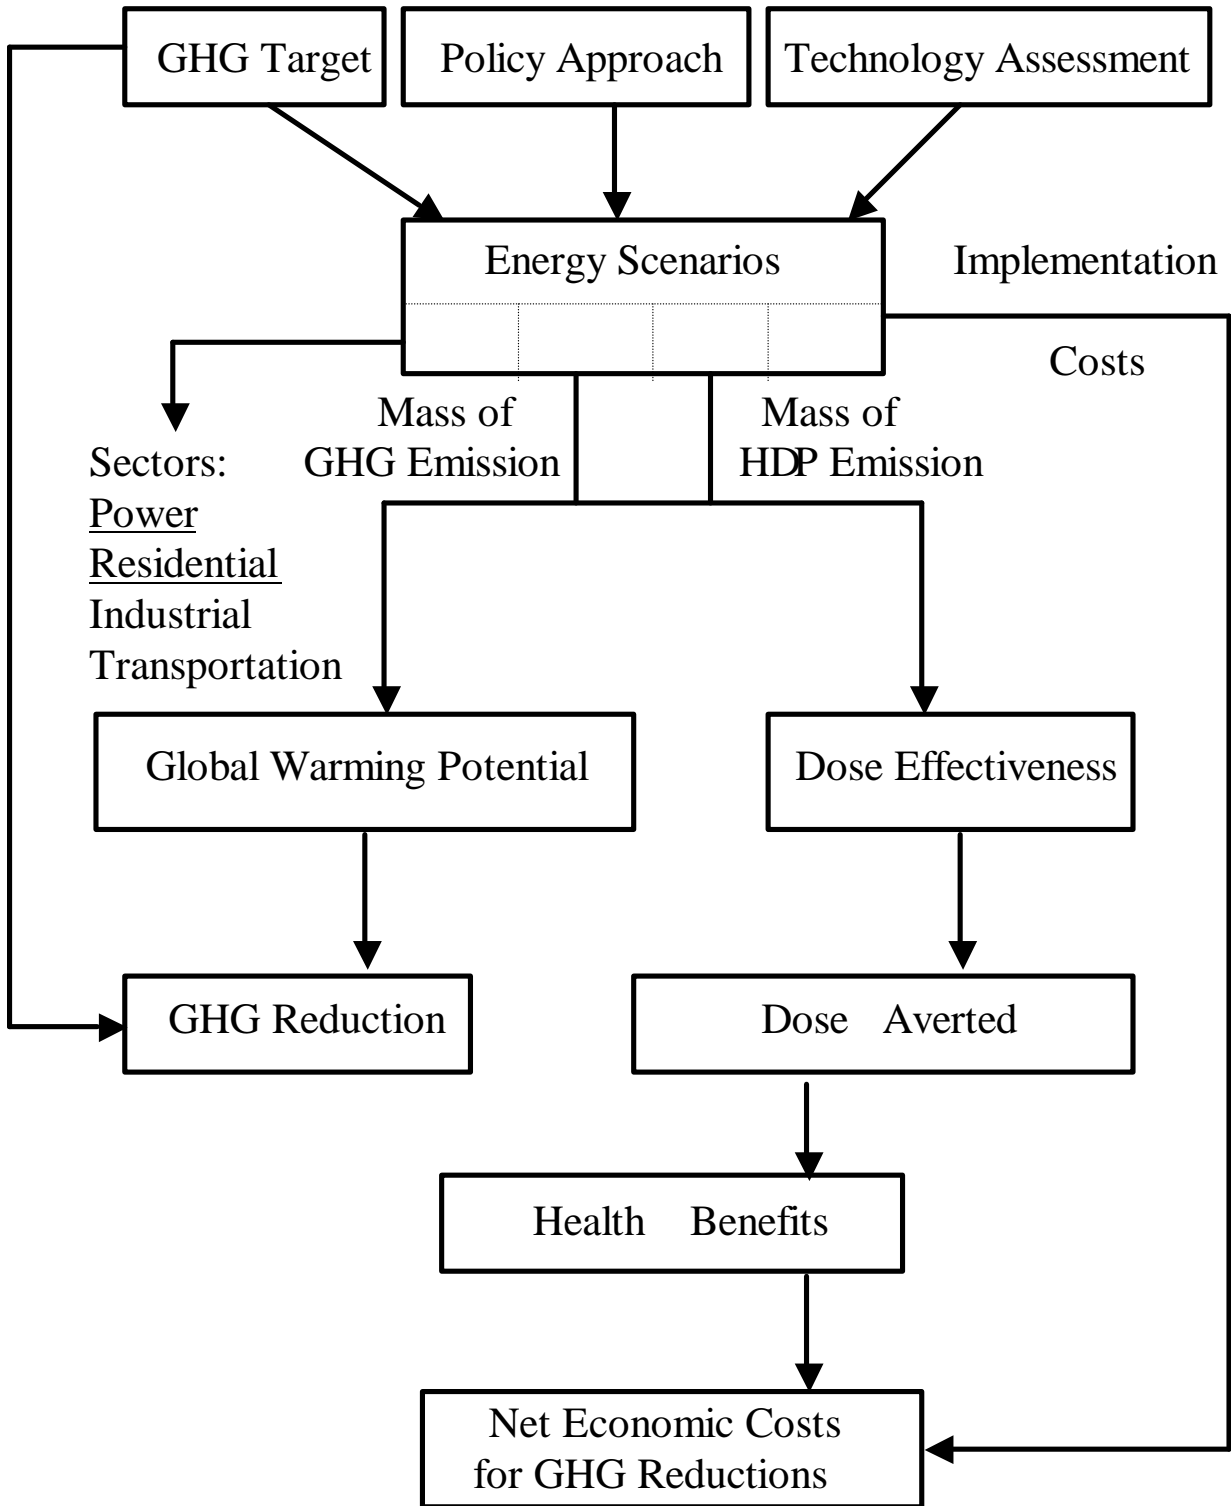 GHG Target
Policy Approach
Technology Assessment
Energy Scenarios
Implementation
Costs
Mass of
GHG Emission
Mass of
HDP Emission
Sectors:
Power
Residential
Industrial
Transportation
Global Warming Potential
Dose Effectiveness
GHG Reduction
Dose Averted
Health Benefits
Net Economic Costs
for GHG Reductions